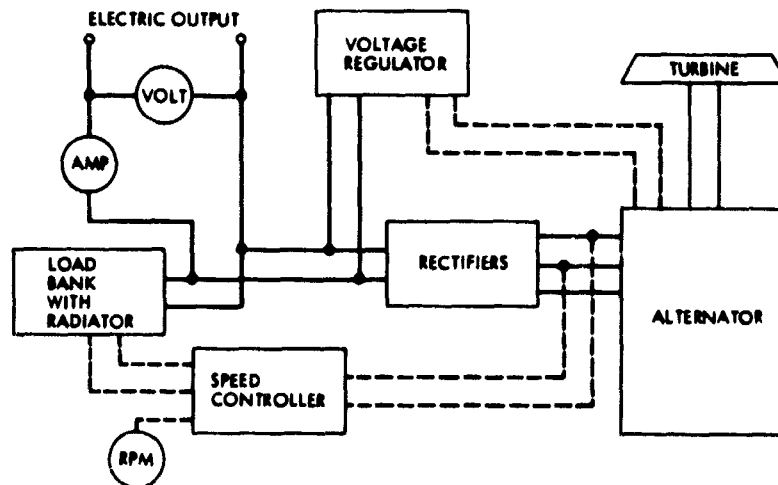 ELECTRIC OUTPUT
VOLT
VOLTAGE
REGULATOR
TURBINE
AMP
LOAD
BANK
WITH
RADIATOR
RECTIFIERS
ALTERNATOR
SPEED
CONTROLLER
RPM